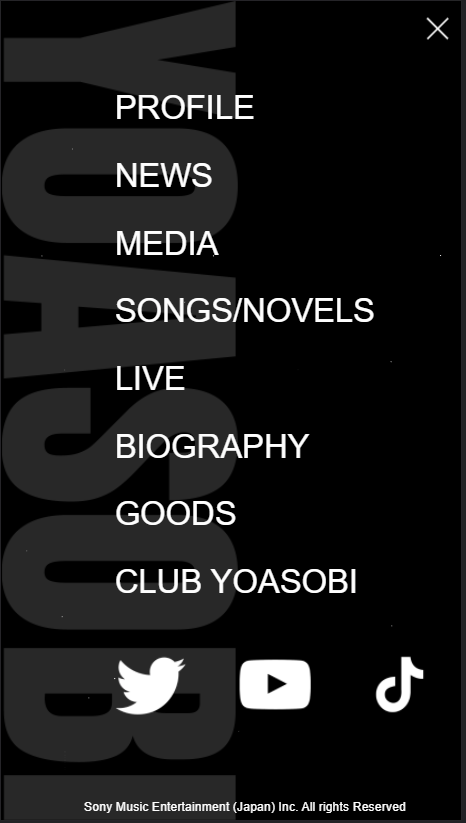 YOASOBI
PROFILE
NEWS
MEDIA
SONGS/NOVELS
LIVE
BIOGRAPHY
GOODS
CLUB YOASOBI
Sony Music Entertainment (Japan) Inc. All rights Reserved